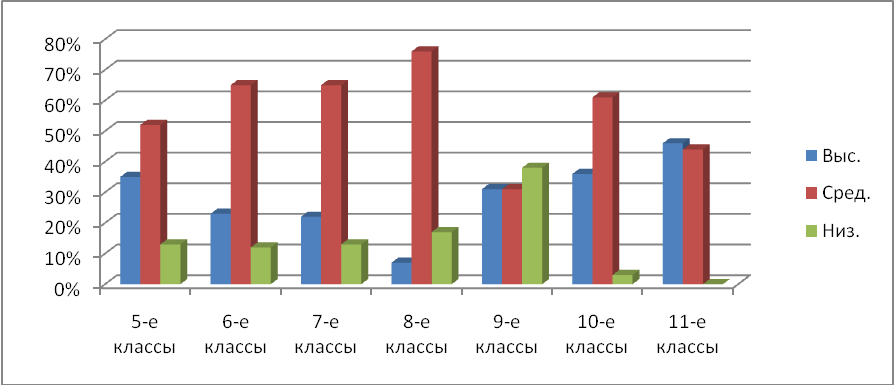 80%
70%
60%
50%
40%
30%
20%
10%
0%
5-е классы
6-е классы
7-е классы
8-е классы
9-е классы
10-е классы
11-е классы
Выс.
Сред.
Низ.